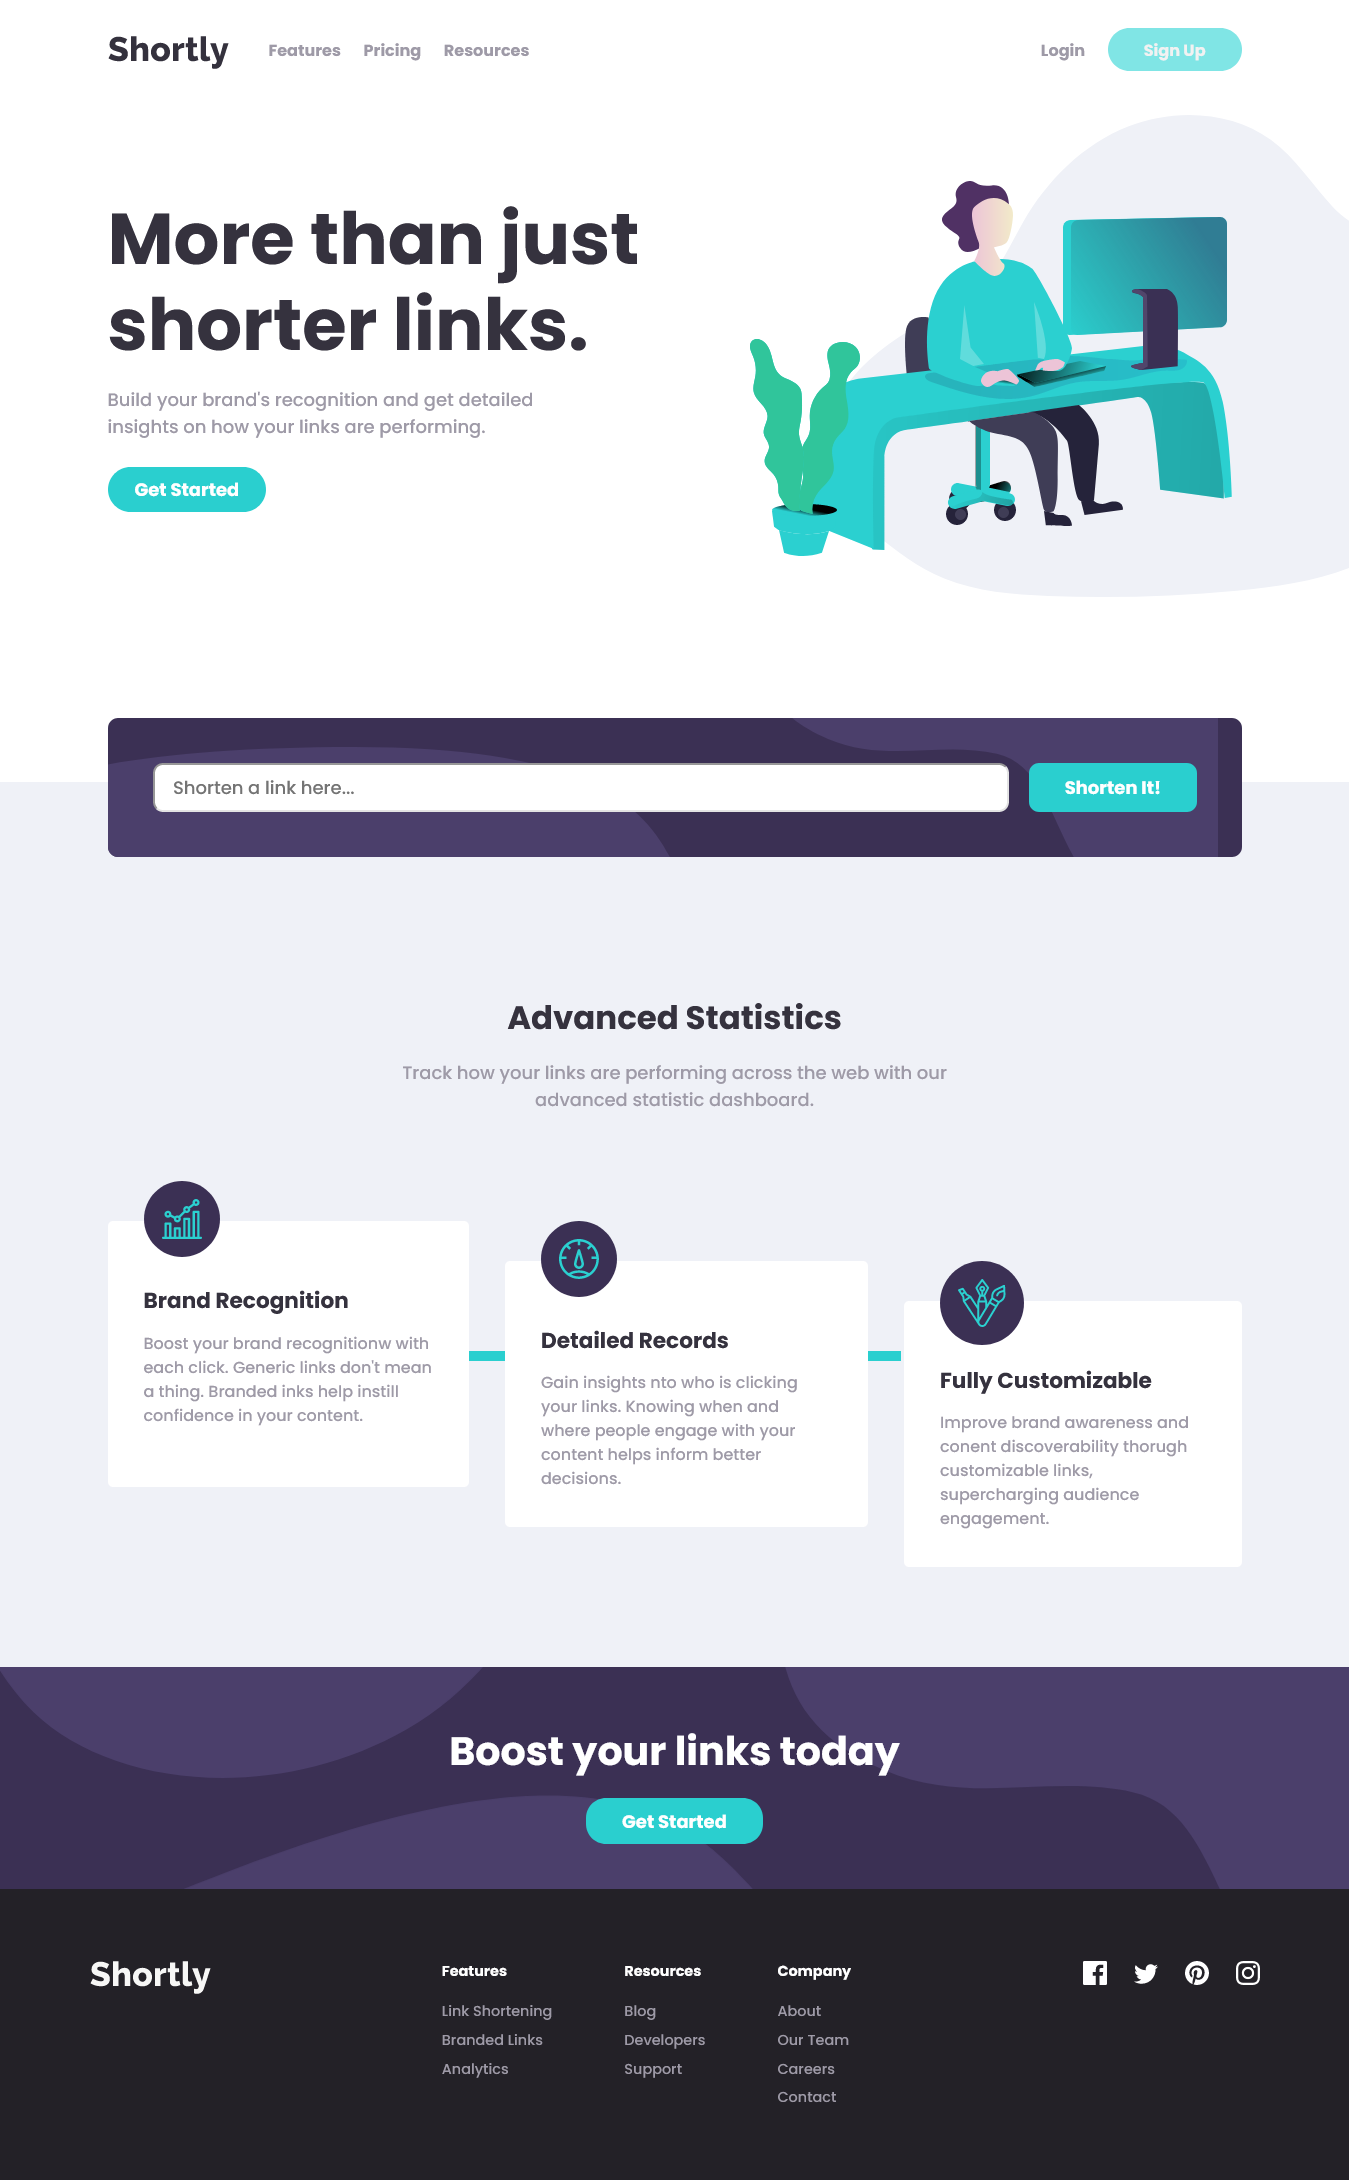 Shortly
Features
Pricing
Resources
Login
Sign Up
More than just
shorter links.
Build your brand's recognition and get detailed
insights on how your links are performing.
Get Started
Shorten a link here...
Shorten It!
Advanced Statistics
Track how your links are performing across the web with our
advanced statistic dashboard.
Brand Recognition
Boost your brand recognitionw with
each click. Generic links don't mean
a thing. Branded inks help instill
confidence in your content.
Detailed Records
Gain insights nto who is clicking
your links. Knowing when and
where people engage with your
content helps inform better
decisions.
Fully Customizable
Improve brand awareness and
conent discoverability thorugh
customizable links,
supercharging audience
engagement.
Boost your links today
Get Started
Shortly
Features
Link Shortening
Branded Links
Analytics
Resources
Blog
Developers
Support
Company
About
Our Team
Careers
Contact